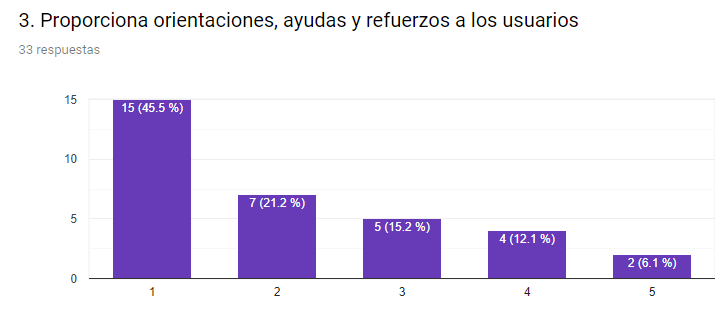 3. Proporciona orientaciones, ayudas y refuerzos a los usuarios
33 respuestas
15
10
5
0
15 (45.5 %)
7 (21.2 %)
5 (15.2 %)
4 (12.1 %)
2 (6.1 %)
1 2 3 4 5